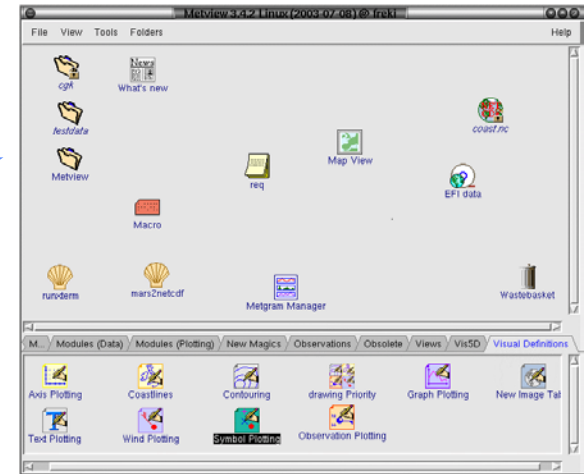 Metview 3.4.2 Linux (2003-07-08) @ freki
File View Tools Folders Help
cgk
News
What's new
testdata
coast.nc
Metview
req
Map View
EFI data
Macro
runxterm
mars2netcdf
Metgram Manager
Wastebasket
M... Modules (Data) Modules (Plotting) New Magics Observations Obsolete Views Vis5D Visual Definitions
Axis Plotting Coastlines Contouring drawing Priority Graph Plotting New Image Tal
Text Plotting Wind Plotting Symbol Plotting Observation Plotting